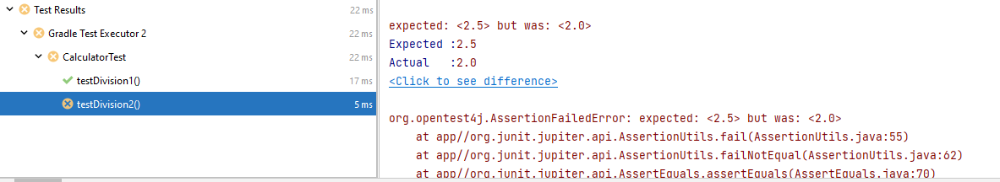 Test Results 22 ms
Gradle Test Executor 2 22 ms
CalculatorTest 22 ms
testDivision1() 17 ms
testDivision2() 5 ms
expected: <2.5> but was: <2.0>
Expected :2.5
Actual   :2.0
<Click to see difference>
org.opentest4j.AssertionFailedError: expected: <2.5> but was: <2.0>
at app//org.junit.jupiter.api.AssertionUtils.fail(AssertionUtils.java:55)
at app//org.junit.jupiter.api.AssertionUtils.failNotEqual(AssertionUtils.java:62)
at app//org.junit.jupiter.api.AssertEquals.assertEquals(AssertEquals.java:70)